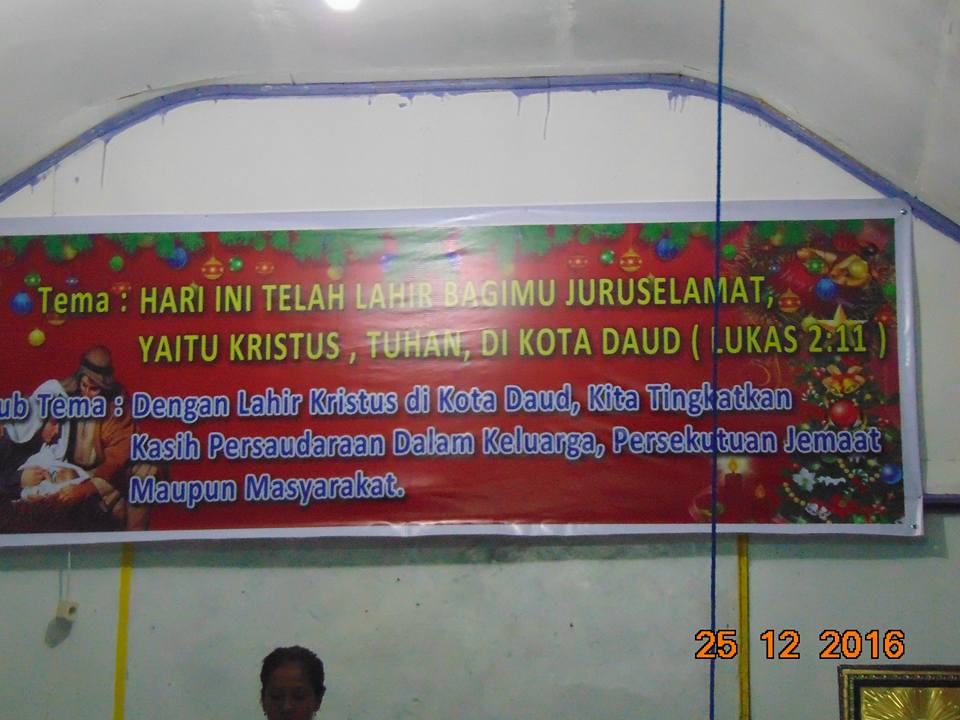 Tema : HARI INI TELAH LAHIR BAGIMU JURUSELAMAT,
YAITU KRISTUS , TUHAN, DI KOTA DAUD ( LUKAS 2:11 )
ub Tema : Dengan Lahir Kristus di Kota Daud, Kita Tingkatkan
Kasih Persaudaraan Dalam Keluarga, Persekutuan Jemaat
Maupun Masyarakat.
25 12 2016